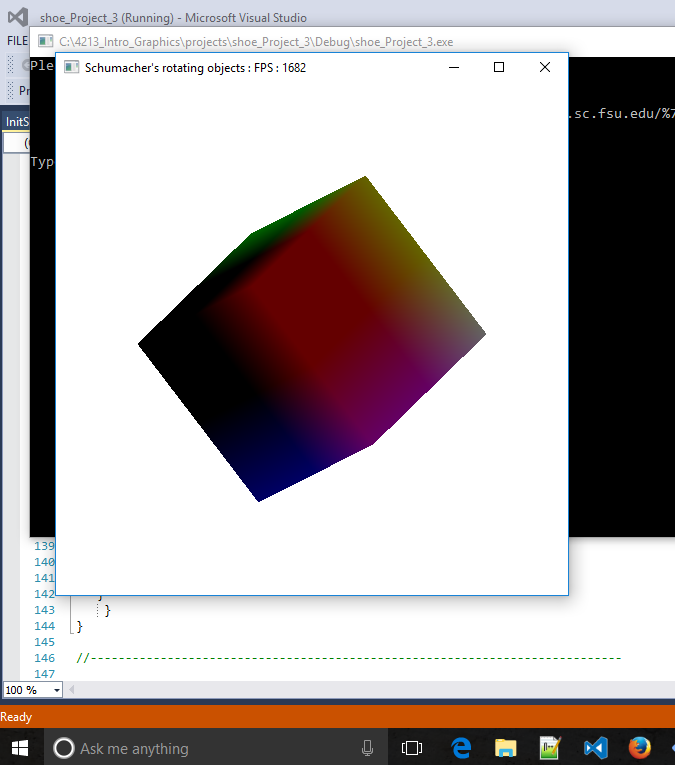 shoe_Project_3 (Running) - Microsoft Visual Studio
FILE
C:\4213_Intro_Graphics\projects\shoe_Project_3\Debug\shoe_Project_3.exe
Ple
Schumacher's rotating objects : FPS : 1682
Pr
.sc.fsu.edu/%7
InitS
Typ
139
140
141
142 }
143 }
144 }
145
146 //----------------------------------------------------------------------------
147
100 %
Ready
Ask me anything